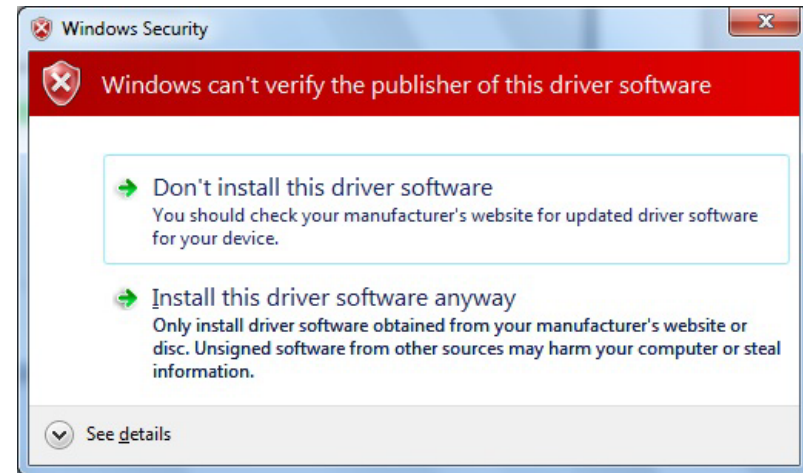 Windows Security
Windows can't verify the publisher of this driver software
Don't install this driver software
You should check your manufacturer's website for updated driver software
for your device.
Install this driver software anyway
Only install driver software obtained from your manufacturer's website or
disc. Unsigned software from other sources may harm your computer or steal
information.
See details